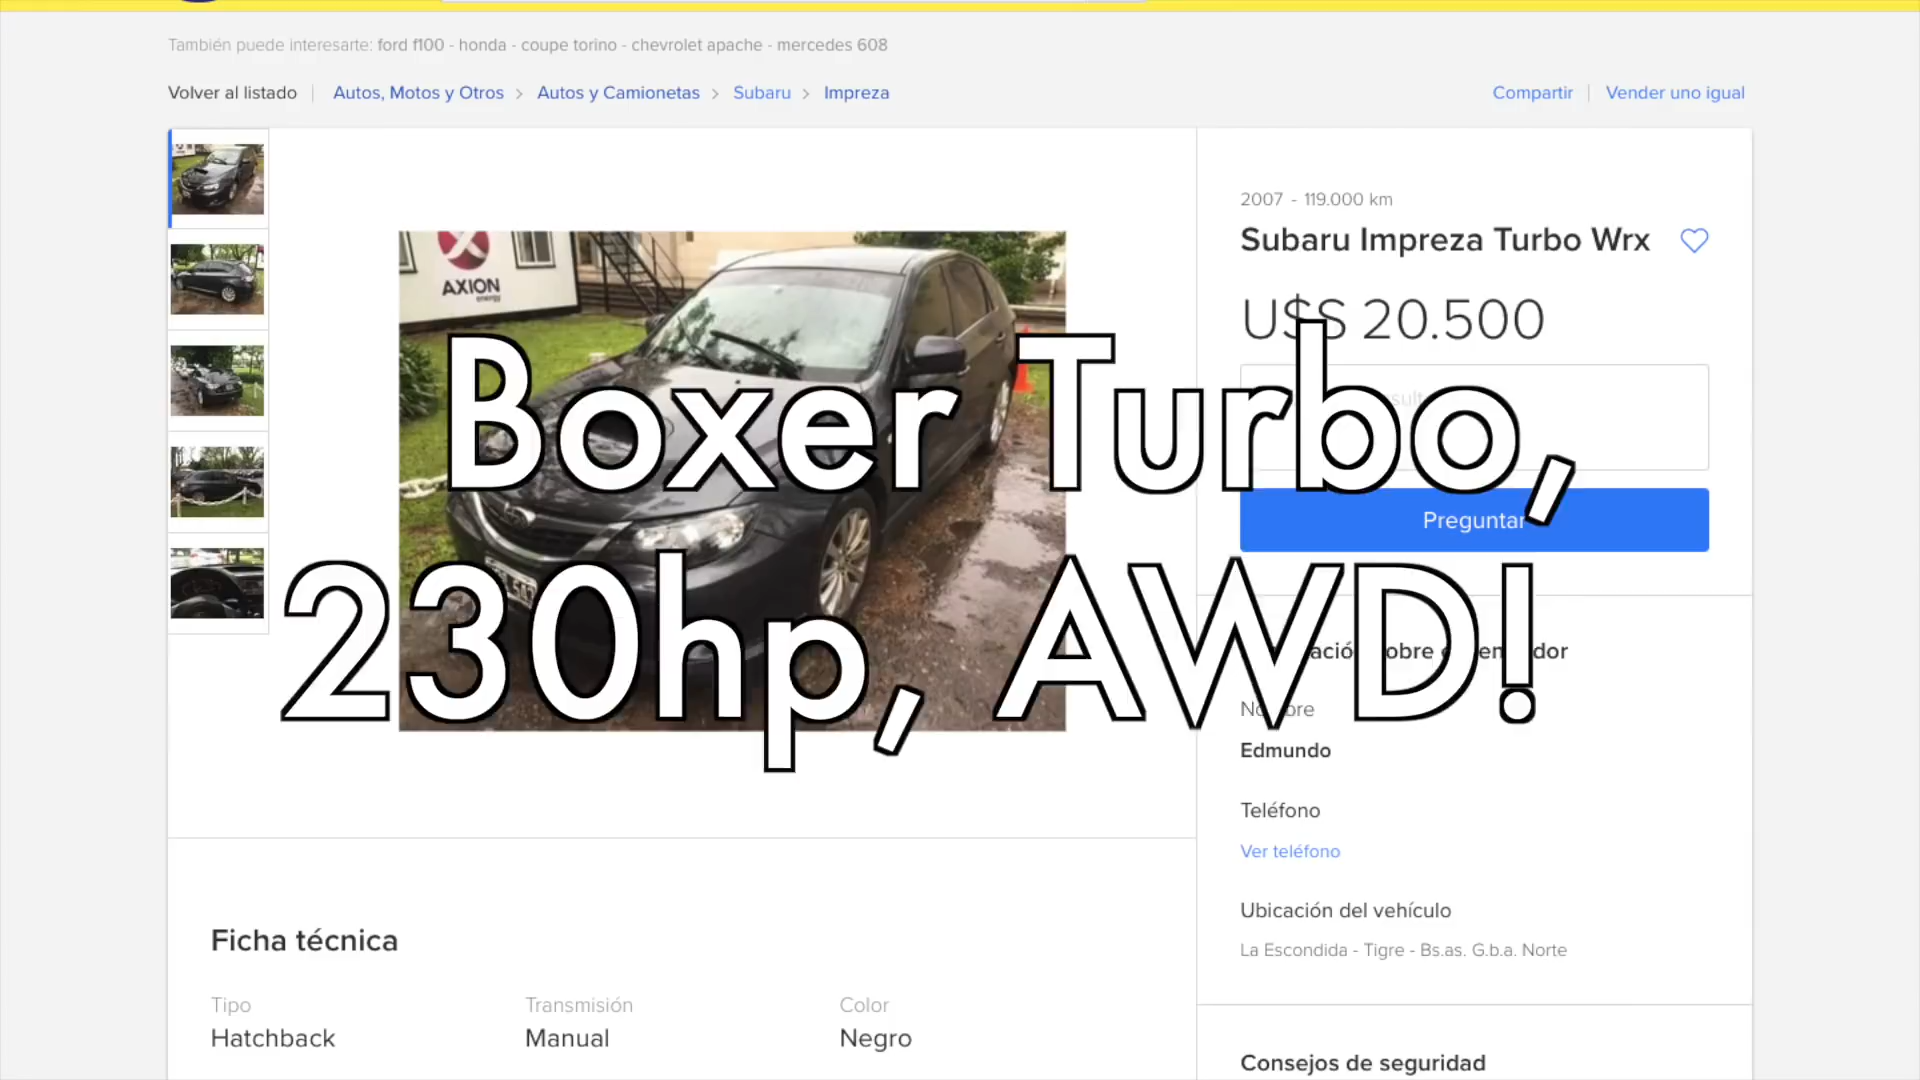 También puede interesarte: ford f100 - honda - coupe torino - chevrolet apache - mercedes 608
Volver al listado
Autos, Motos y Otros > Autos y Camionetas > Subaru > Impreza
Compartir
Vender uno igual
2007 - 119.000 km
Subaru Impreza Turbo Wrx
U$S 20.500
AXION
energy
Boxer Turbo,
230hp, AWD!
Preguntar
Edmundo
Teléfono
Ver teléfono
Ubicación del vehículo
La Escondida - Tigre - Bs.as. G.b.a. Norte
Ficha técnica
Tipo
Transmisión
Color
Hatchback
Manual
Negro
Consejos de seguridad